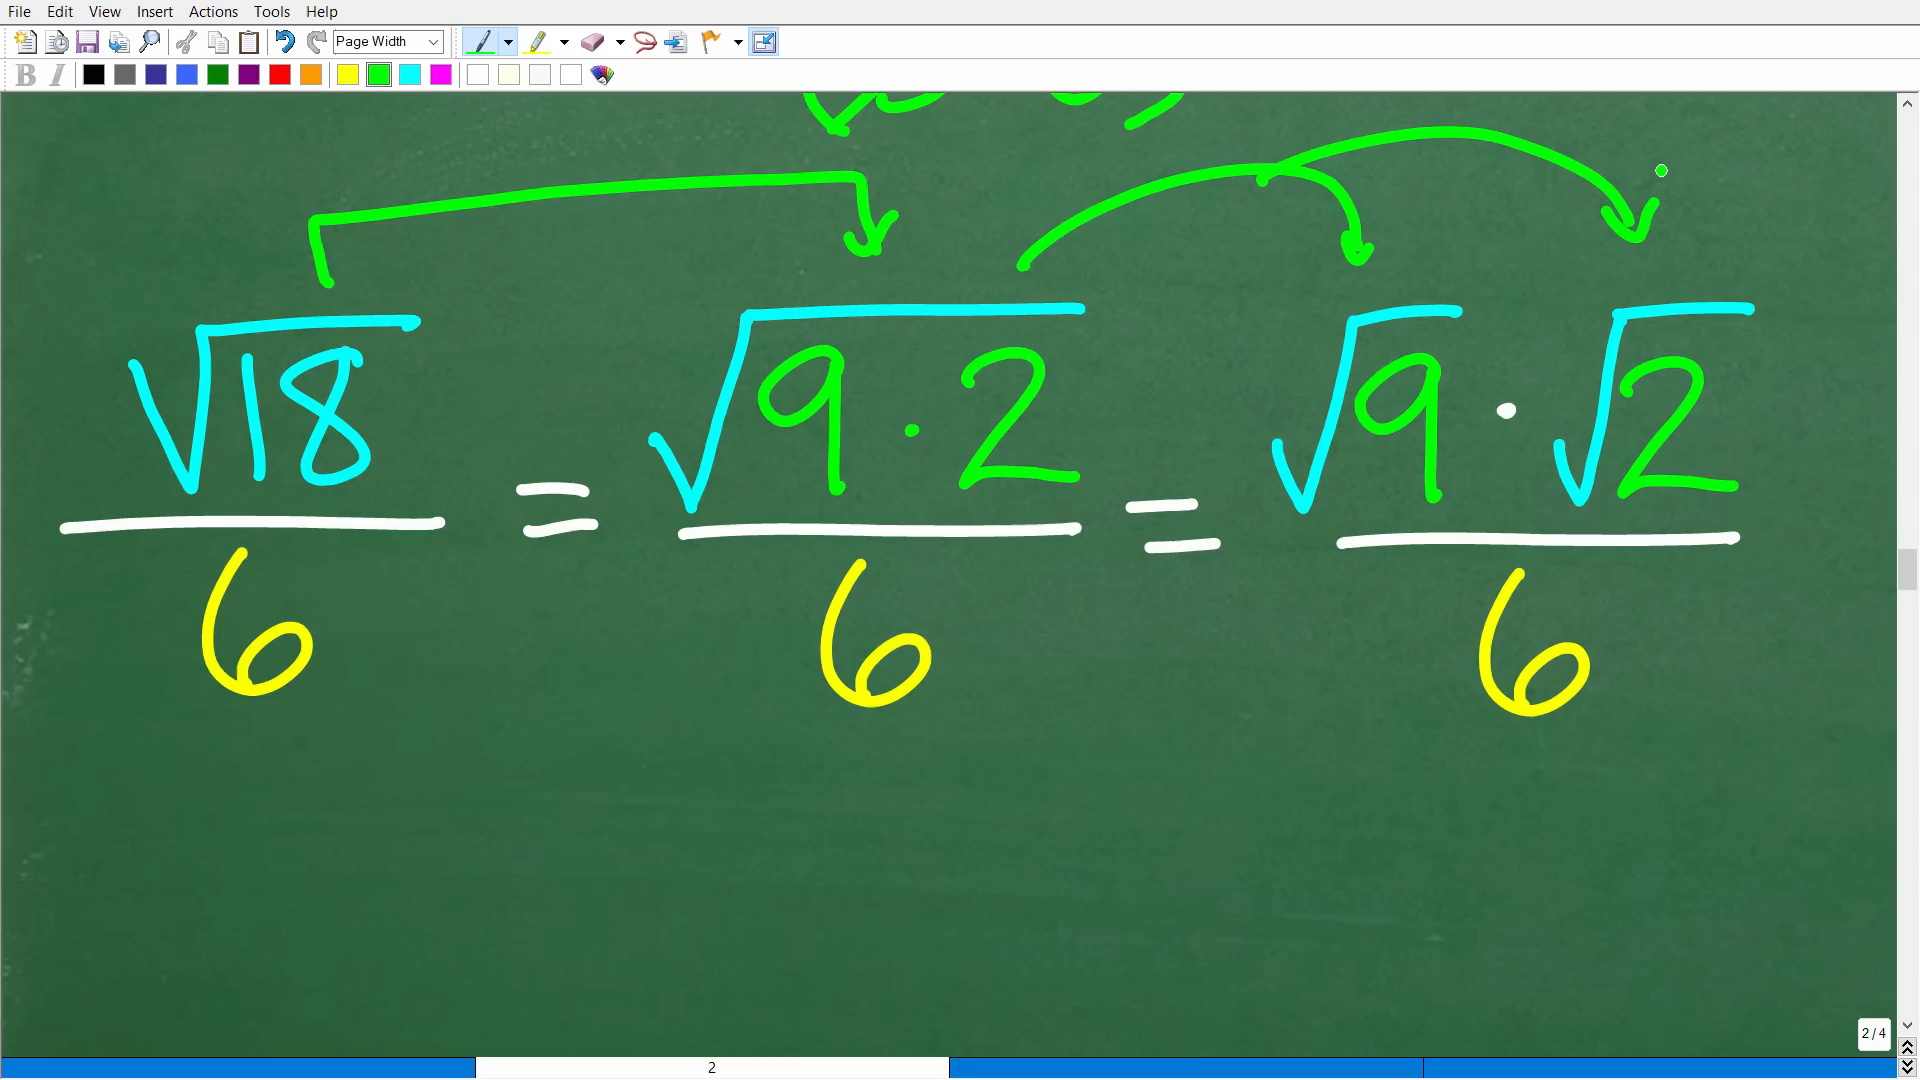 File Edit View Insert Actions Tools Help
Page Width
B I
√18 / 6 = √9 · 2 / 6 = √9 · √2 / 6
2 / 4
2